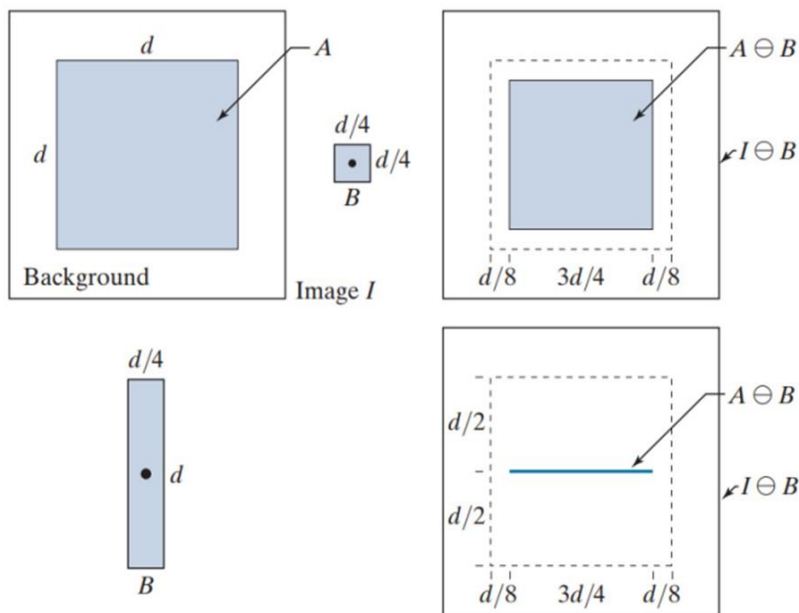 d
A
d
d/4
d/4
B
Background
Image I
A ⊖ B
I ⊖ B
d/8 3d/4 d/8
d/4
d
B
A ⊖ B
d/2
I ⊖ B
d/2
d/8 3d/4 d/8